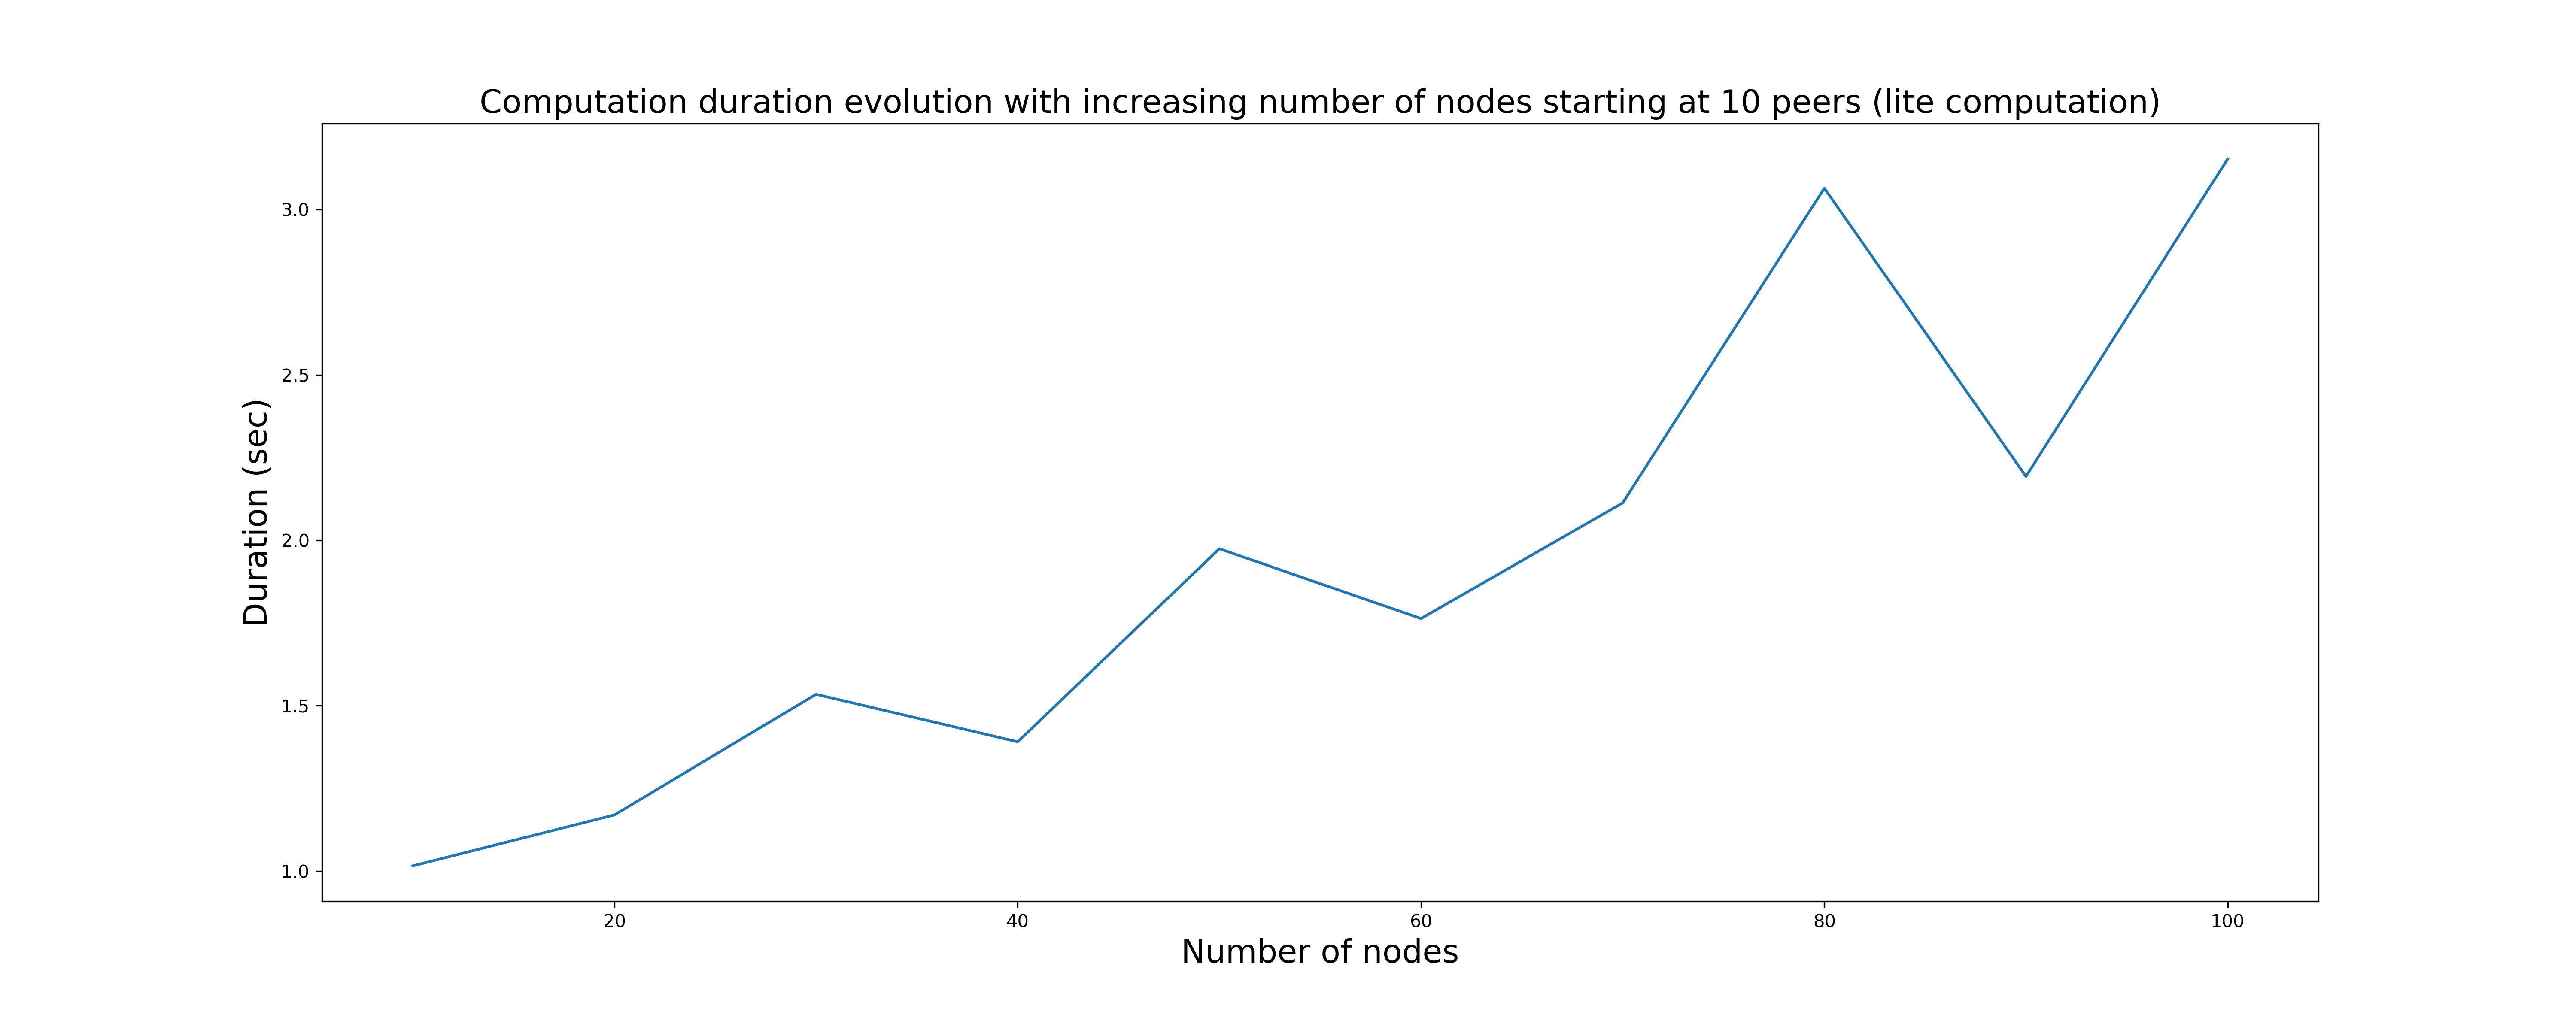 Computation duration evolution with increasing number of nodes starting at 10 peers (lite computation)
3.0
2.5
2.0
1.5
1.0
Duration (sec)
20 40 60 80 100
Number of nodes